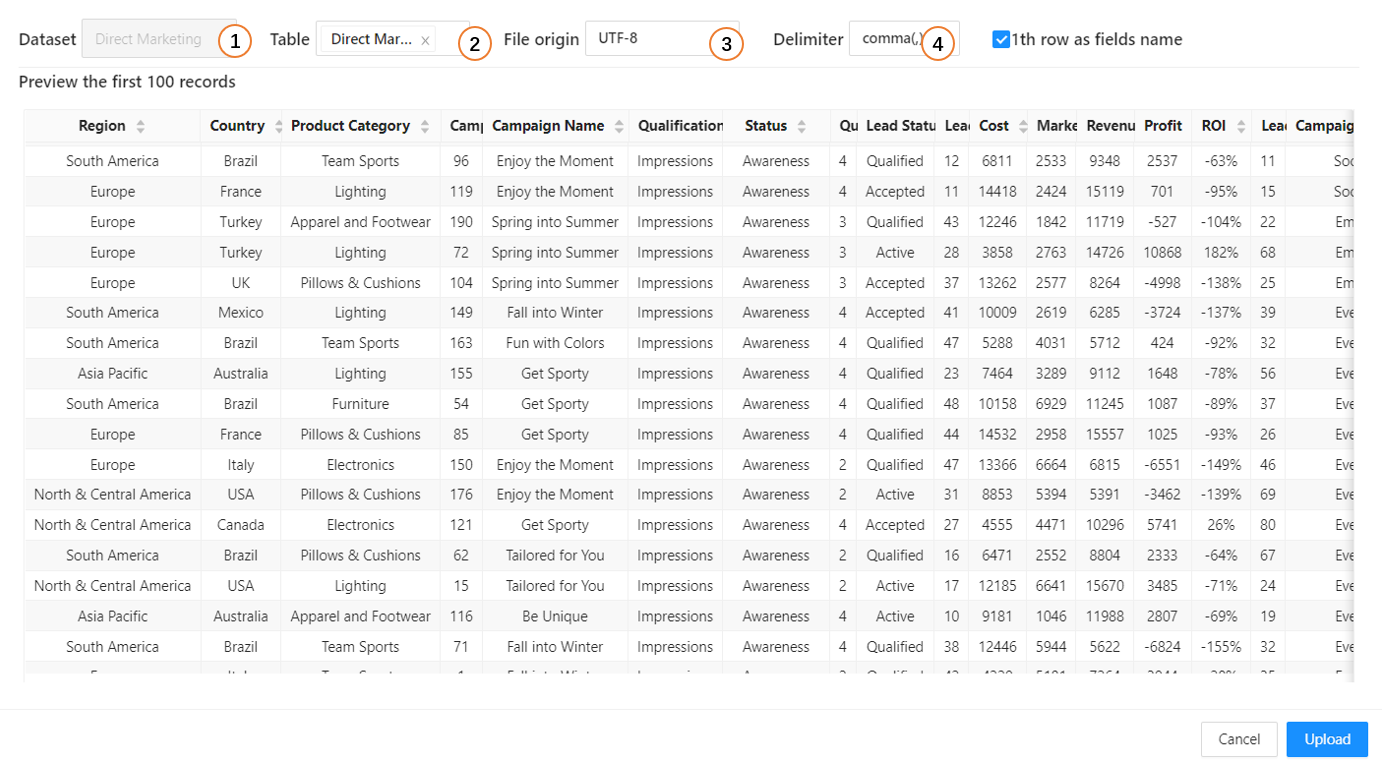 Dataset Direct Marketing 1 Table Direct Mar... × 2 File origin UTF-8 3 Delimiter comma(,) 4 1th row as fields name
Preview the first 100 records
Region Country Product Category Camp Campaign Name Qualification Status Qu Lead Statu Lea Cost Marke Revenu Profit ROI Lea Campaig
South America Brazil Team Sports 96 Enjoy the Moment Impressions Awareness 4 Qualified 12 6811 2533 9348 2537 -63% 11 Soc
Europe France Lighting 119 Enjoy the Moment Impressions Awareness 4 Accepted 11 14418 2424 15119 701 -95% 15 Soc
Europe Turkey Apparel and Footwear 190 Spring into Summer Impressions Awareness 3 Qualified 43 12246 1842 11719 -527 -104% 22 Em
Europe Turkey Lighting 72 Spring into Summer Impressions Awareness 3 Active 28 3858 2763 14726 10868 182% 68 Em
Europe UK Pillows & Cushions 104 Spring into Summer Impressions Awareness 3 Accepted 37 13262 2577 8264 -4998 -138% 25 Em
South America Mexico Lighting 149 Fall into Winter Impressions Awareness 4 Accepted 41 10009 2619 6285 -3724 -137% 39 Eve
South America Brazil Team Sports 163 Fun with Colors Impressions Awareness 4 Qualified 47 5288 4031 5712 424 -92% 32 Eve
Asia Pacific Australia Lighting 155 Get Sporty Impressions Awareness 4 Qualified 23 7464 3289 9112 1648 -78% 56 Eve
South America Brazil Furniture 54 Get Sporty Impressions Awareness 4 Qualified 48 10158 6929 11245 1087 -89% 37 Eve
Europe France Pillows & Cushions 85 Get Sporty Impressions Awareness 4 Qualified 44 14532 2958 15557 1025 -93% 26 Eve
Europe Italy Electronics 150 Enjoy the Moment Impressions Awareness 2 Qualified 47 13366 6664 6815 -6551 -149% 46 Eve
North & Central America USA Pillows & Cushions 176 Enjoy the Moment Impressions Awareness 2 Active 31 8853 5394 5391 -3462 -139% 69 Eve
North & Central America Canada Electronics 121 Get Sporty Impressions Awareness 4 Accepted 27 4555 4471 10296 5741 26% 80 Eve
South America Brazil Pillows & Cushions 62 Tailored for You Impressions Awareness 2 Qualified 16 6471 2552 8804 2333 -64% 67 Eve
North & Central America USA Lighting 15 Tailored for You Impressions Awareness 2 Active 17 12185 6641 15670 3485 -71% 24 Eve
Asia Pacific Australia Apparel and Footwear 116 Be Unique Impressions Awareness 4 Active 10 9181 1046 11988 2807 -69% 19 Eve
South America Brazil Team Sports 71 Fall into Winter Impressions Awareness 4 Qualified 38 12446 5944 5622 -6824 -155% 32 Eve
Cancel Upload